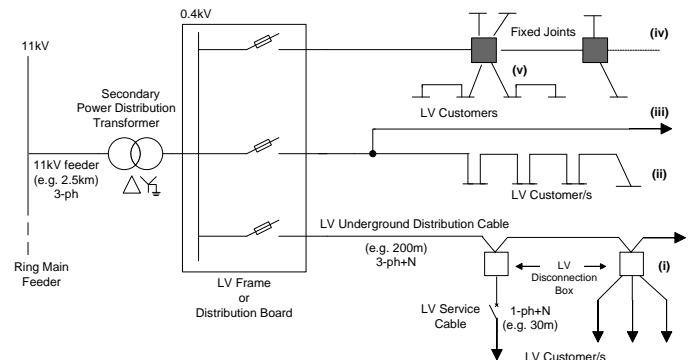 0.4kV
11kV
Fixed Joints
(iv)
(v)
Secondary
Power Distribution
Transformer
LV Customers
(iii)
11kV feeder
(e.g. 2.5km)
3-ph
(ii)
LV Customer/s
LV Underground Distribution Cable
(e.g. 200m)
3-ph+N
Ring Main
Feeder
LV
Disconnection
Box
(i)
LV Frame
or
Distribution Board
LV Service
Cable
1-ph+N
(e.g. 30m)
LV Customer/s